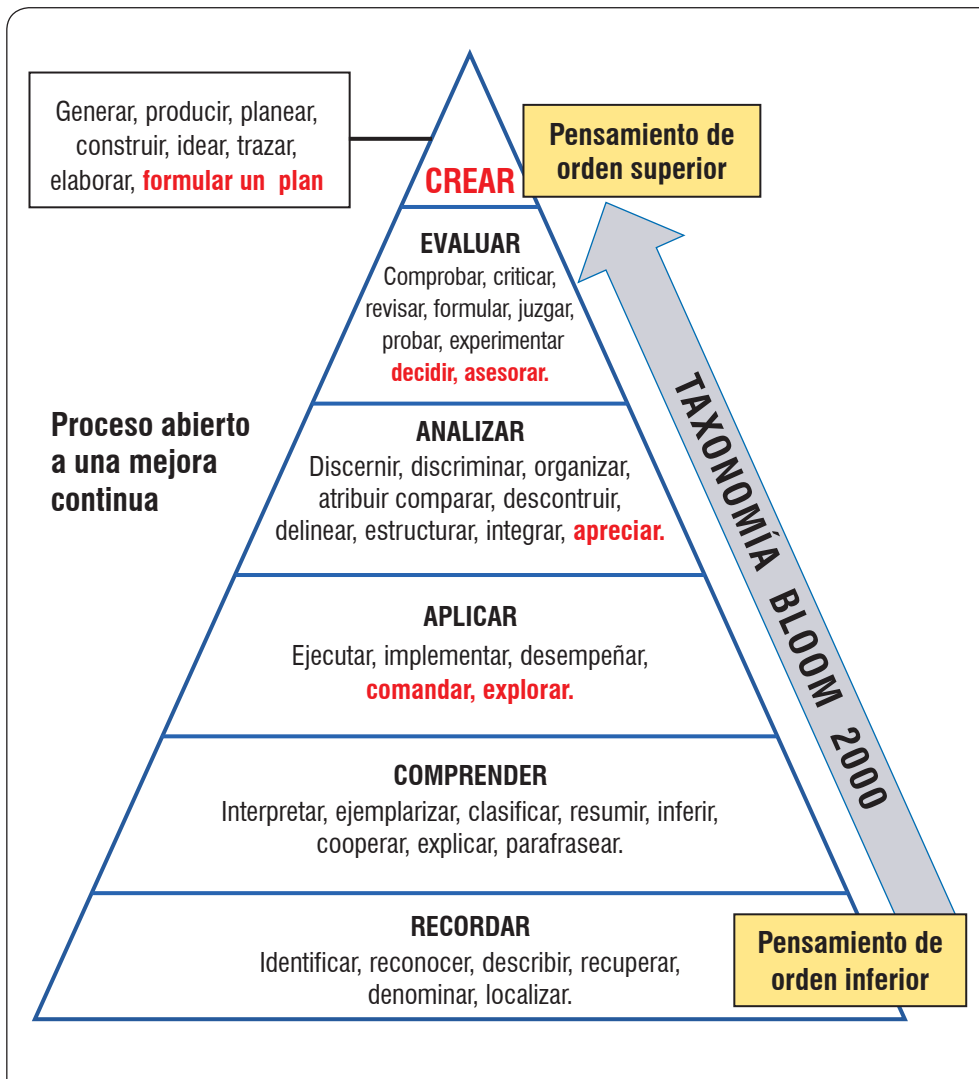 Generar, producir, planear,
construir, idear, trazar,
elaborar, formular un plan
Pensamiento de
orden superior
CREAR
EVALUAR
Comprobar, criticar,
revisar, formular, juzgar,
probar, experimentar
decidir, asesorar.
Proceso abierto
a una mejora
continua
ANALIZAR
Discernir, discriminar, organizar,
atribuir comparar, descontruir,
delinear, estructurar, integrar, apreciar.
TAXONOMÍA BLOOM 2000
APLICAR
Ejecutar, implementar, desempeñar,
comandar, explorar.
COMPRENDER
Interpretar, ejemplarizar, clasificar, resumir, inferir,
cooperar, explicar, parafrasear.
RECORDAR
Identificar, reconocer, describir, recuperar,
denominar, localizar.
Pensamiento de
orden inferior